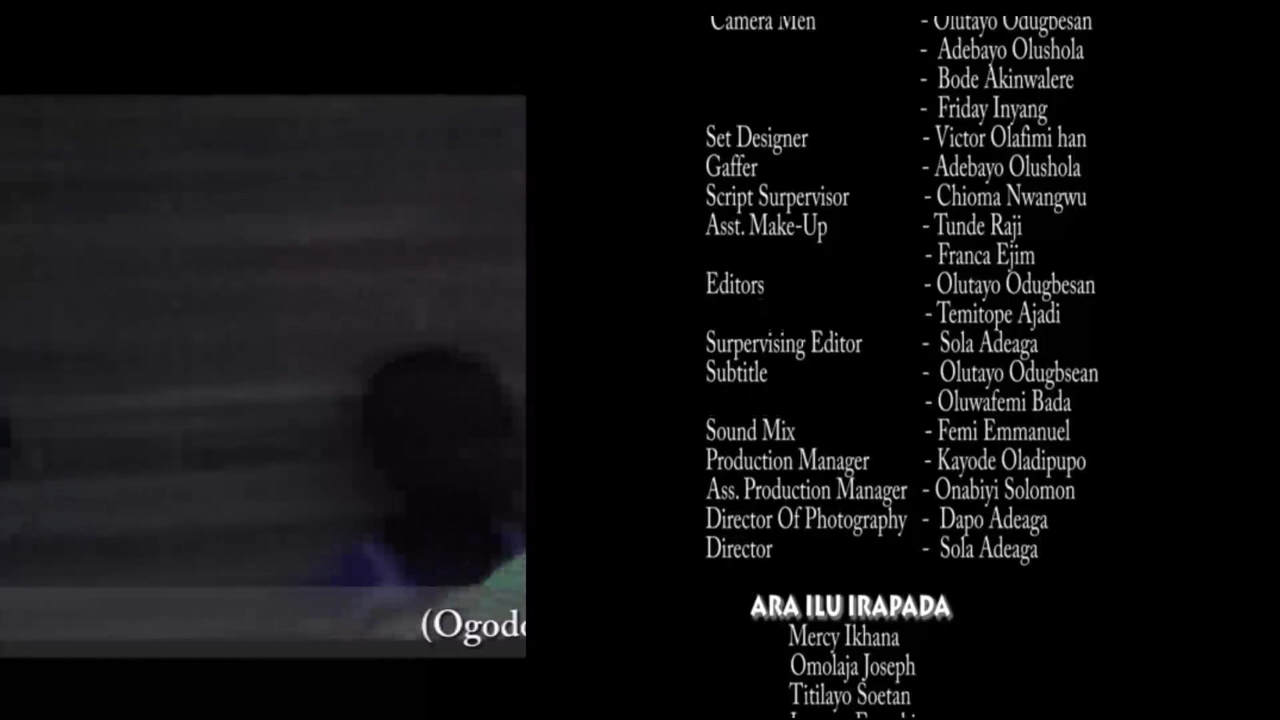 Camera Men - Olutayo Odugbesan
- Adebayo Olushola
- Bode Akinwalere
- Friday Inyang
Set Designer - Victor Olafimi han
Gaffer - Adebayo Olushola
Script Surpervisor - Chioma Nwangwu
Asst. Make-Up - Tunde Raji
- Franca Ejim
Editors - Olutayo Odugbesan
- Temitope Ajadi
Surpervising Editor - Sola Adeaga
Subtitle - Olutayo Odugbsean
- Oluwafemi Bada
Sound Mix - Femi Emmanuel
Production Manager - Kayode Oladipupo
Ass. Production Manager - Onabiyi Solomon
Director Of Photography - Dapo Adeaga
Director - Sola Adeaga
ARA ILU IRAPADA
Mercy Ikhana
Omolaja Joseph
Titilayo Soetan
(Ogodo